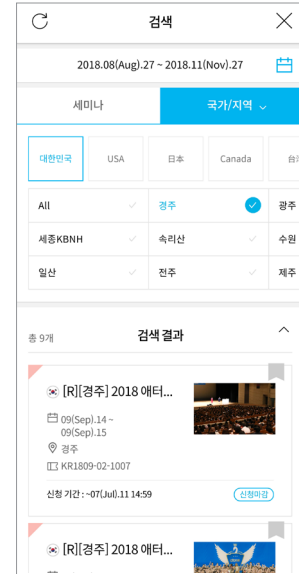 검색
2018.08(Aug).27 ~ 2018.11(Nov).27
세미나 국가/지역
대한민국 USA 日本 Canada
All 경주 광주
세종KBNH 속리산 수원
일산 전주 제주
총 9개 검색 결과
[R][경주] 2018 애터...
09(Sep).14 ~
09(Sep).15
경주
KR1809-02-1007
신청 기간 : ~07(Jul).11 14:59 신청마감
[R][경주] 2018 애터...